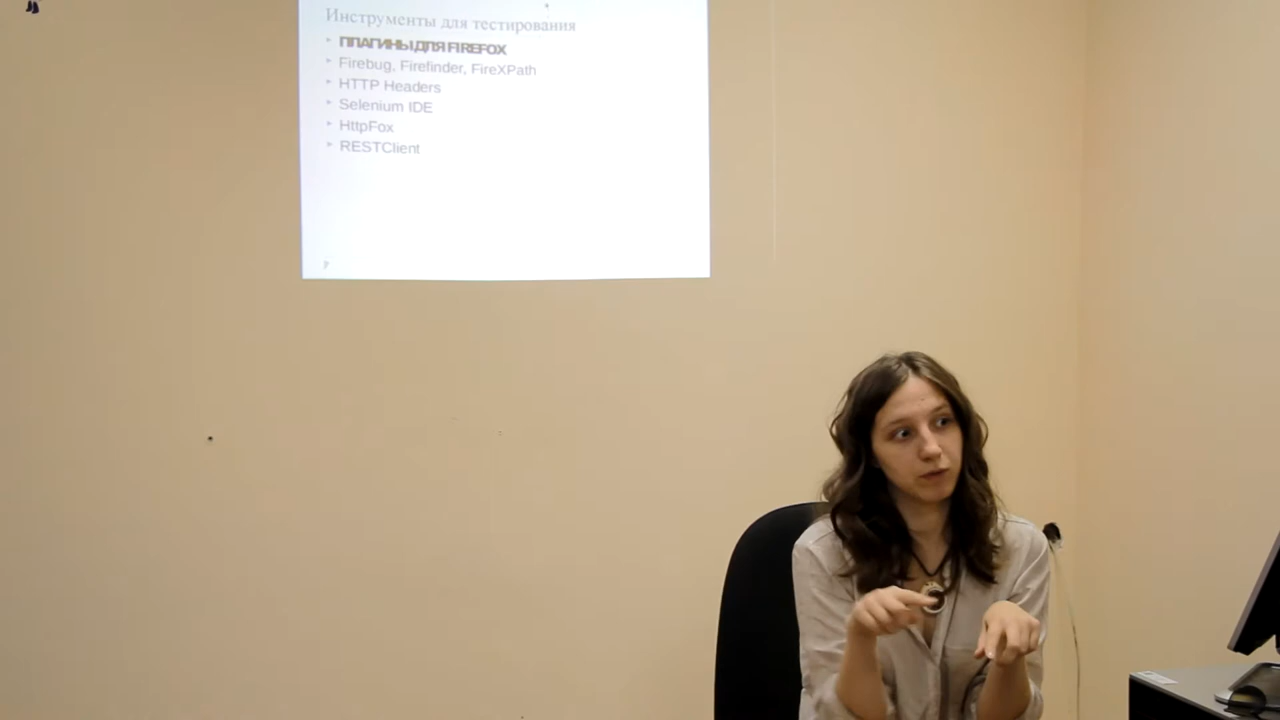 Инструменты для тестирования
ПЛАГИНЫ ДЛЯ FIREFOX
Firebug, Firefinder, FireXPath
HTTP Headers
Selenium IDE
HttpFox
RESTClient